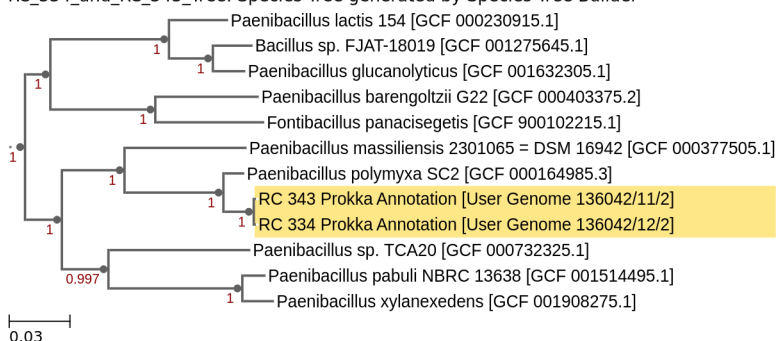 Paenibacillus lactis 154 [GCF 000230915.1]
1
Bacillus sp. FJAT-18019 [GCF 001275645.1]
1
Paenibacillus glucanolyticus [GCF 001632305.1]
1
Paenibacillus barengoltzii G22 [GCF 000403375.2]
1
Fontibacillus panacisegetis [GCF 900102215.1]
Paenibacillus massiliensis 2301065 = DSM 16942 [GCF 000377505.1]
1
Paenibacillus polymyxa SC2 [GCF 000164985.3]
1
RC 343 Prokka Annotation [User Genome 136042/11/2]
1
RC 334 Prokka Annotation [User Genome 136042/12/2]
1
1
Paenibacillus sp. TCA20 [GCF 000732325.1]
0.997
Paenibacillus pabuli NBRC 13638 [GCF 001514495.1]
1
Paenibacillus xylanexedens [GCF 001908275.1]
0.03